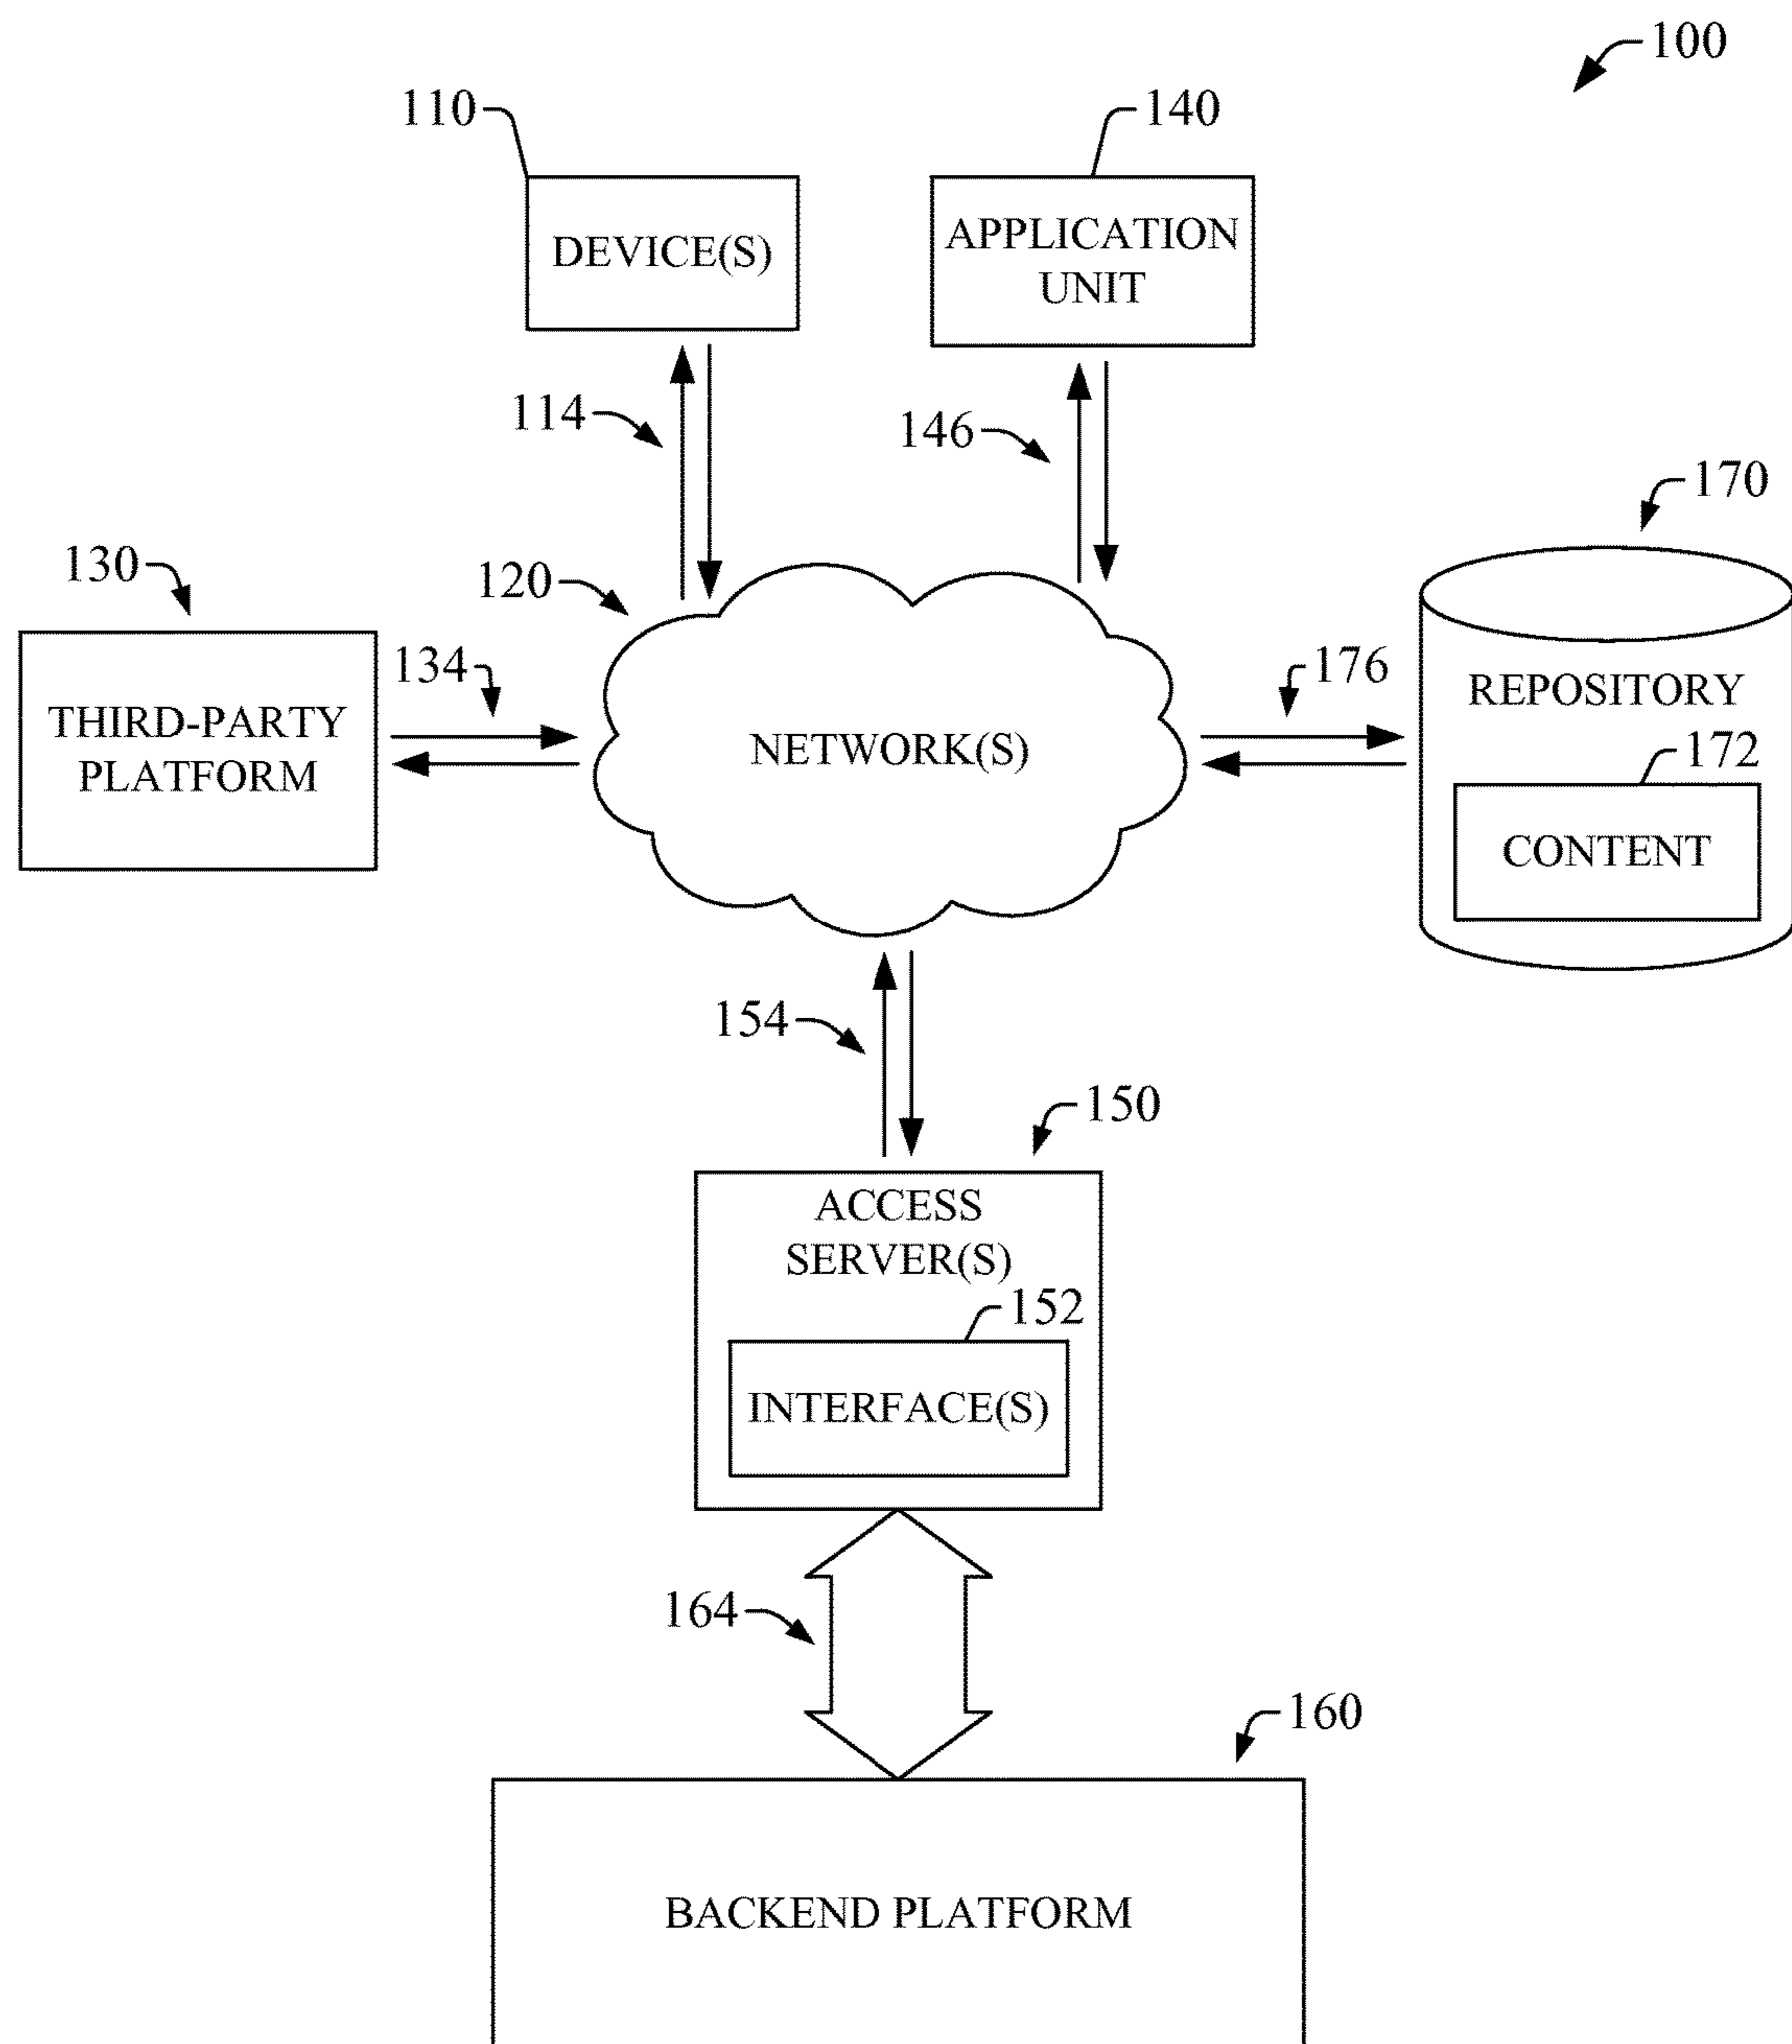 100
110
140
DEVICE(S)
APPLICATION
UNIT
114
146
170
130
120
134
176
REPOSITORY
THIRD-PARTY
PLATFORM
NETWORK(S)
172
CONTENT
154
150
ACCESS
SERVER(S)
152
INTERFACE(S)
164
160
BACKEND PLATFORM